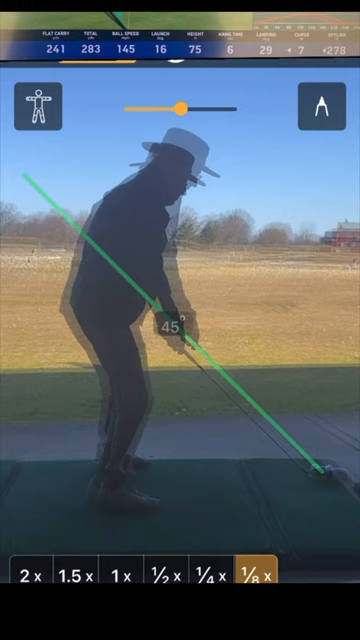 FLAT CARRY TOTAL BALL SPEED LAUNCH HEIGHT HANG TIME LANDING CURVE
241 283 145 16 75 6 29 7 278
45°
2 x 1.5 x 1 x ½ x ¼ x ⅛ x